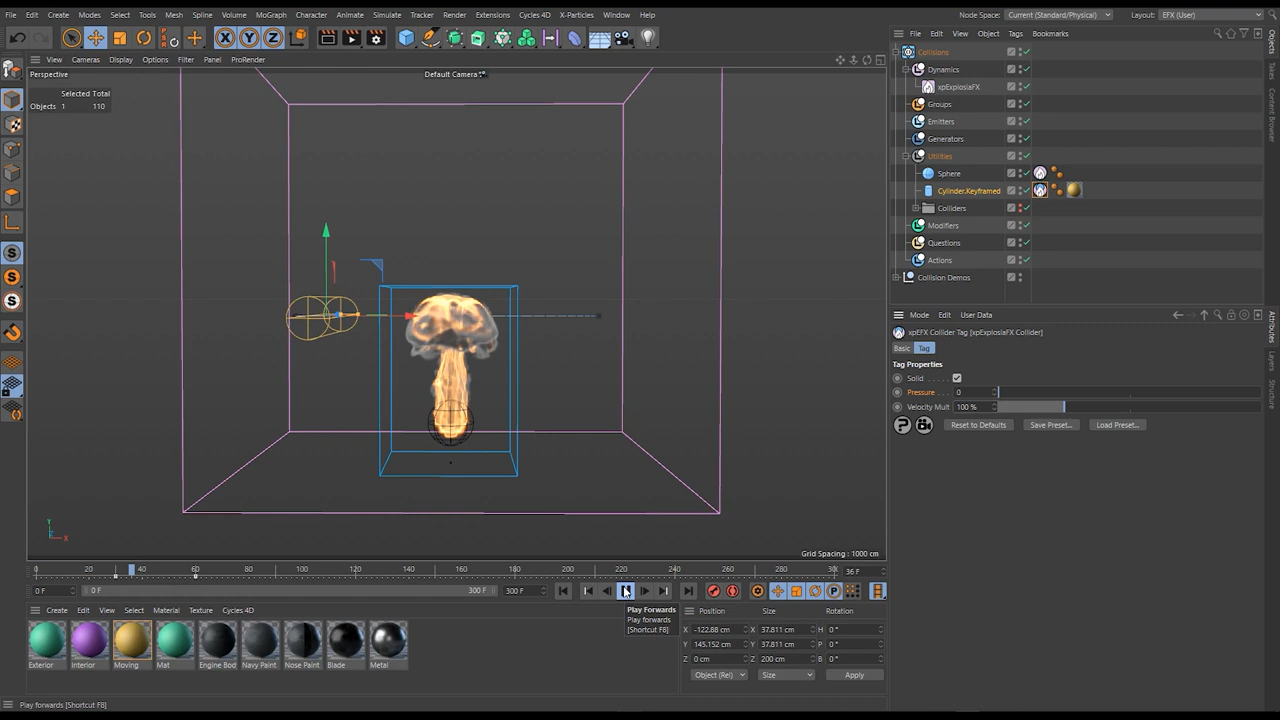 File Edit Create Modes Select Tools Mesh Spline Volume MoGraph Character Animate Simulate Tracker Render Extensions Cycles 4D X-Particles Window Help
Node Space: Current (Standard/Physical) Layout: EFX (User)
X Y Z
File Edit View Object Tags Bookmarks
View Cameras Display Options Filter Panel ProRender
Perspective
Default Camera
Selected Total
Objects 1 110
Collisions
Dynamics
xpExplosiaFX
Groups
Emitters
Generators
Utilities
Sphere
Cylinder.Keyframed
Colliders
Modifiers
Questions
Actions
Collision Demos
Objects
Takes
Content Browser
Mode Edit User Data
xpEFX Collider Tag [xpExplosiaFX Collider]
Basic Tag
Tag Properties
Solid
Pressure 0
Velocity Mult 100 %
Reset to Defaults Save Preset... Load Preset...
Attributes
Layers
Structure
Y
X
Grid Spacing : 1000 cm
0 20 40 60 80 100 120 140 160 180 200 220 240 260 280 300
36 F
0 F 0 F 300 F 300 F
Create Edit View Select Material Texture Cycles 4D
Play Forwards
Play forwards
[Shortcut F8]
Position Size Rotation
X -122.88 cm X 37.811 cm H 0 °
Y 145.152 cm Y 37.811 cm P 0 °
Z 0 cm Z 200 cm B 0 °
Object (Rel) Size Apply
Exterior Interior Moving Mat Engine Bod Navy Paint Nose Paint Blade Metal
Play forwards [Shortcut F8]